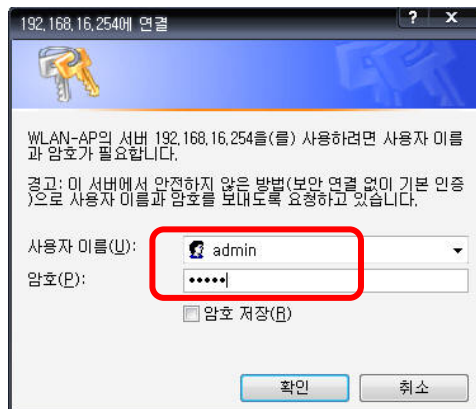 192,168,16,254에 연결
WLAN-AP의 서버 192,168,16,254을(를) 사용하려면 사용자 이름
과 암호가 필요합니다.
경고: 이 서버에서 안전하지 않은 방법(보안 연결 없이 기본 인증
)으로 사용자 이름과 암호를 보내도록 요청하고 있습니다.
사용자 이름(U): admin
암호(P): •••••
암호 저장(R)
확인 취소